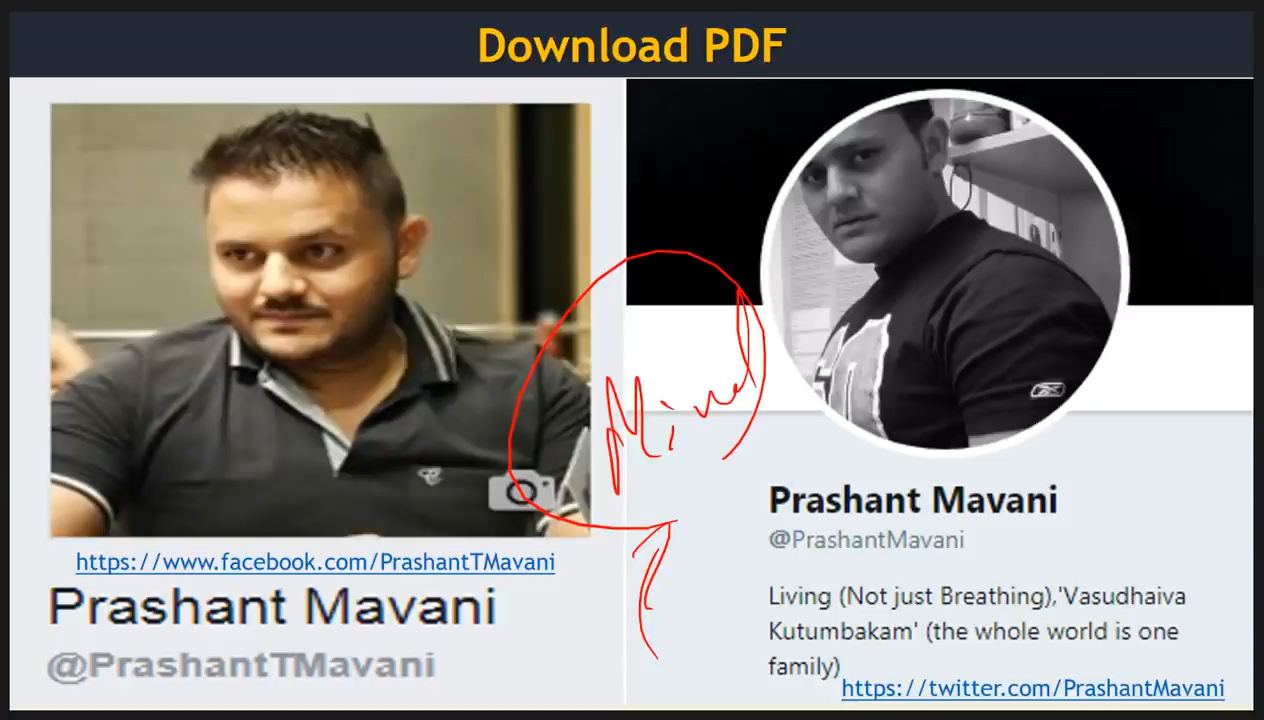 Download PDF
https://www.facebook.com/PrashantTMavani
Prashant Mavani
@PrashantTMavani
Mind
Prashant Mavani
@PrashantMavani
Living (Not just Breathing),'Vasudhaiva
Kutumbakam' (the whole world is one
family)
https://twitter.com/PrashantMavani